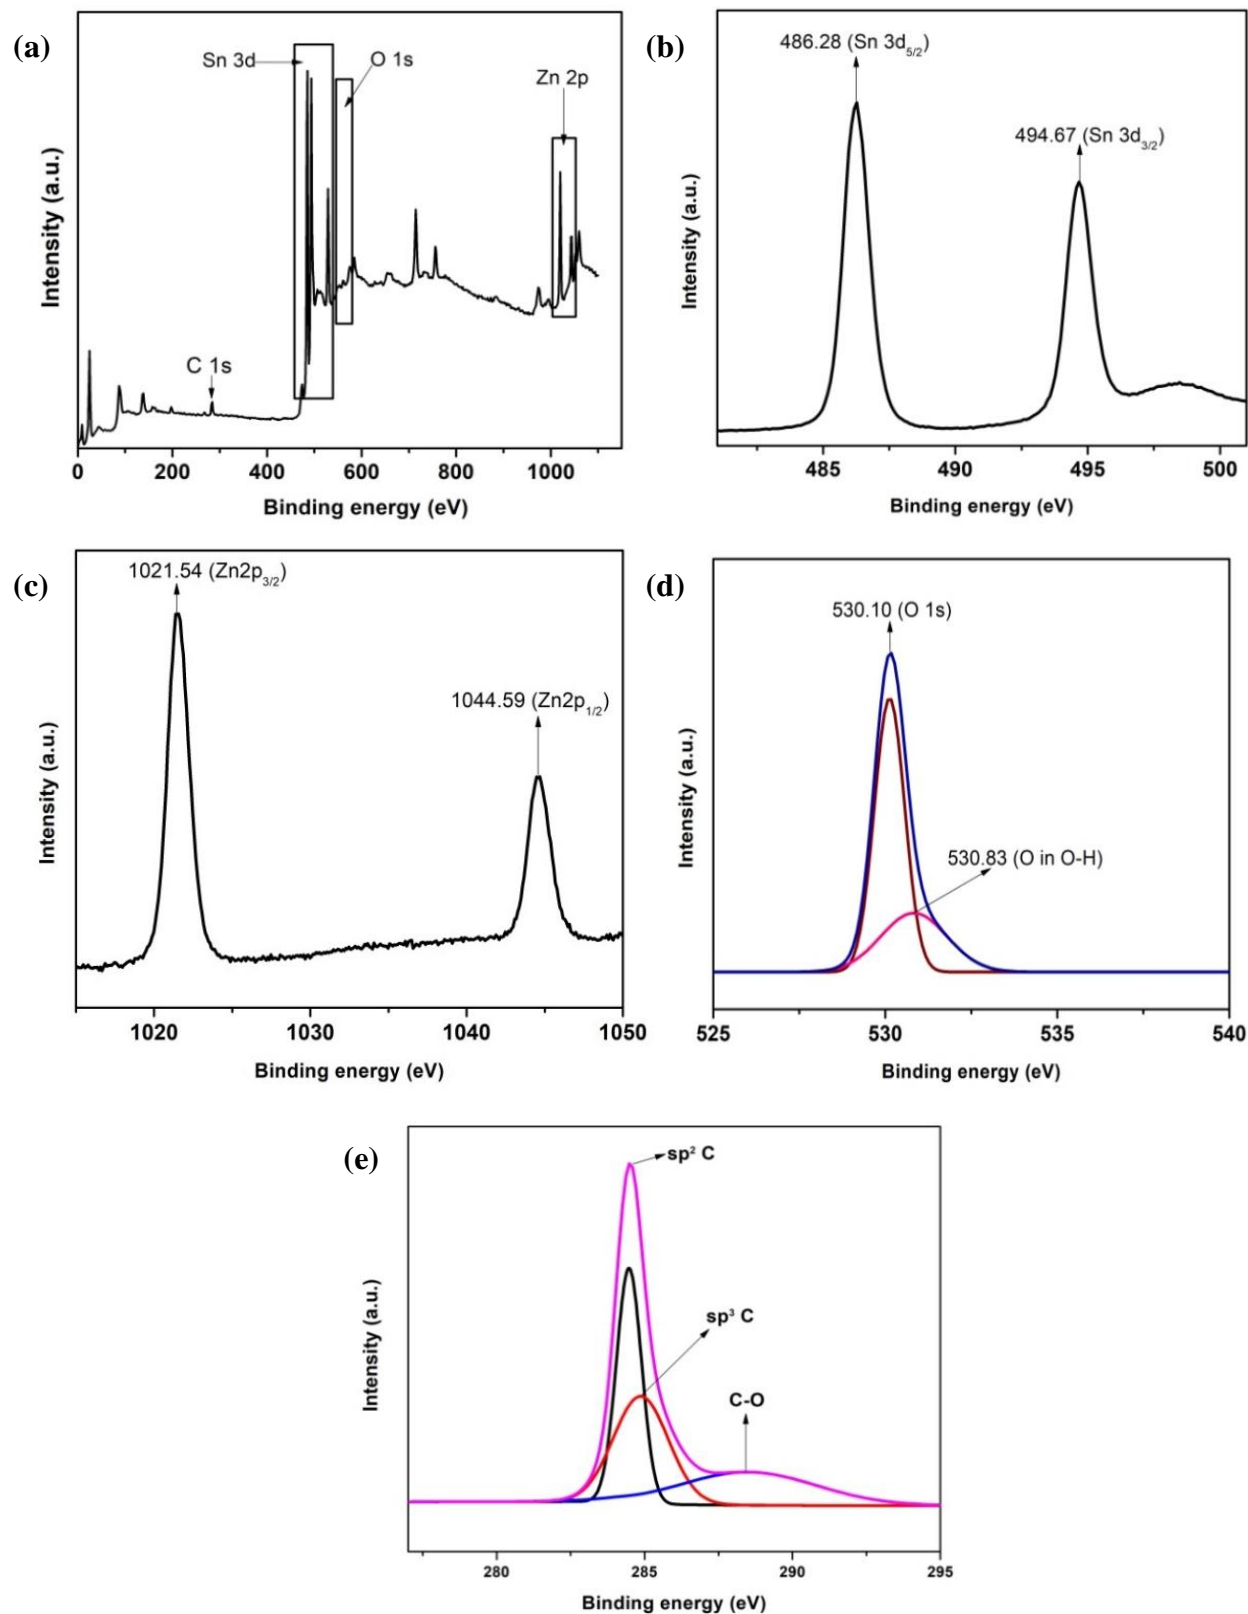 (a)
Sn 3d
O 1s
Zn 2p
C 1s
Intensity (a.u.)
0 200 400 600 800 1000
Binding energy (eV)
(b)
486.28 (Sn 3d5/2)
494.67 (Sn 3d3/2)
Intensity (a.u.)
485 490 495 500
Binding energy (eV)
(c)
1021.54 (Zn2p3/2)
1044.59 (Zn2p1/2)
Intensity (a.u.)
1020 1030 1040 1050
Binding energy (eV)
(d)
530.10 (O 1s)
530.83 (O in O-H)
Intensity (a.u.)
525 530 535 540
Binding energy (eV)
(e)
sp² C
sp³ C
C-O
Intensity (a.u.)
280 285 290 295
Binding energy (eV)